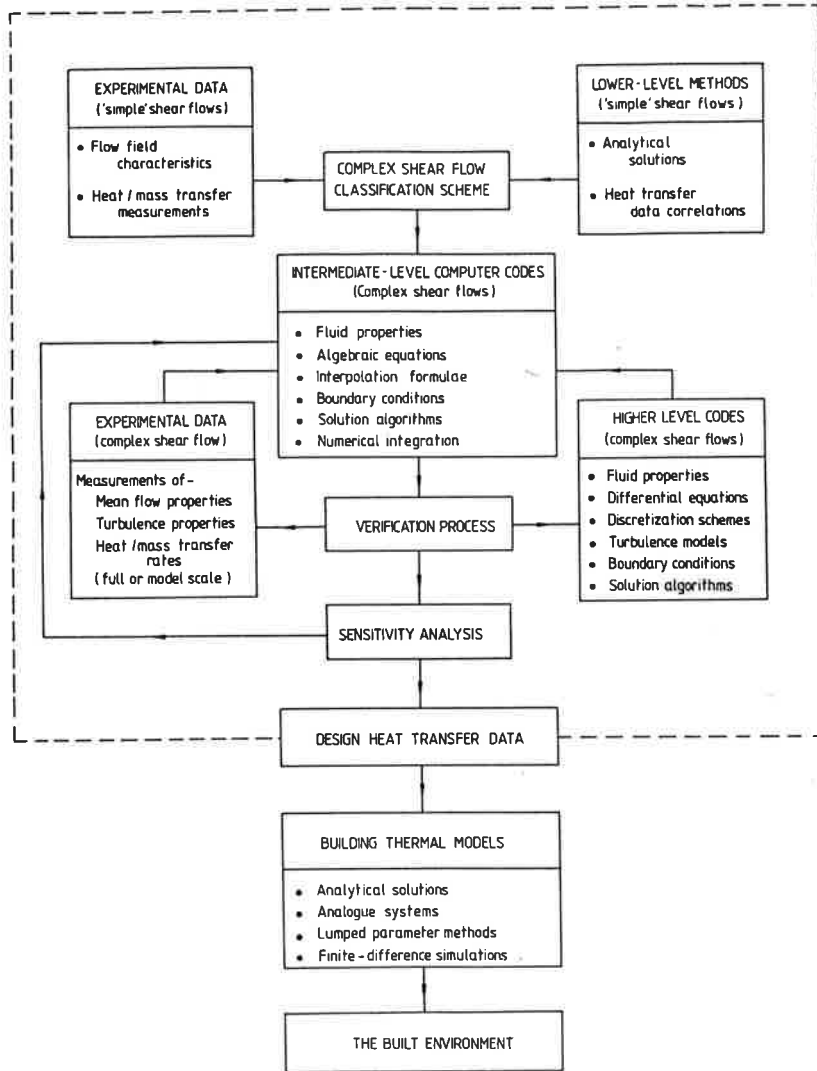 EXPERIMENTAL DATA
('simple' shear flows)
• Flow field
characteristics
• Heat / mass transfer
measurements
LOWER-LEVEL METHODS
('simple' shear flows)
• Analytical
solutions
• Heat transfer
data correlations
COMPLEX SHEAR FLOW
CLASSIFICATION SCHEME
INTERMEDIATE-LEVEL COMPUTER CODES
(Complex shear flows)
• Fluid properties
• Algebraic equations
• Interpolation formulae
• Boundary conditions
• Solution algorithms
• Numerical integration
EXPERIMENTAL DATA
(complex shear flow)
Measurements of-
Mean flow properties
Turbulence properties
Heat /mass transfer
rates
(full or model scale)
HIGHER LEVEL CODES
(complex shear flows)
• Fluid properties
• Differential equations
• Discretization schemes
• Turbulence models
• Boundary conditions
• Solution algorithms
VERIFICATION PROCESS
SENSITIVITY ANALYSIS
DESIGN HEAT TRANSFER DATA
BUILDING THERMAL MODELS
• Analytical solutions
• Analogue systems
• Lumped parameter methods
• Finite-difference simulations
THE BUILT ENVIRONMENT